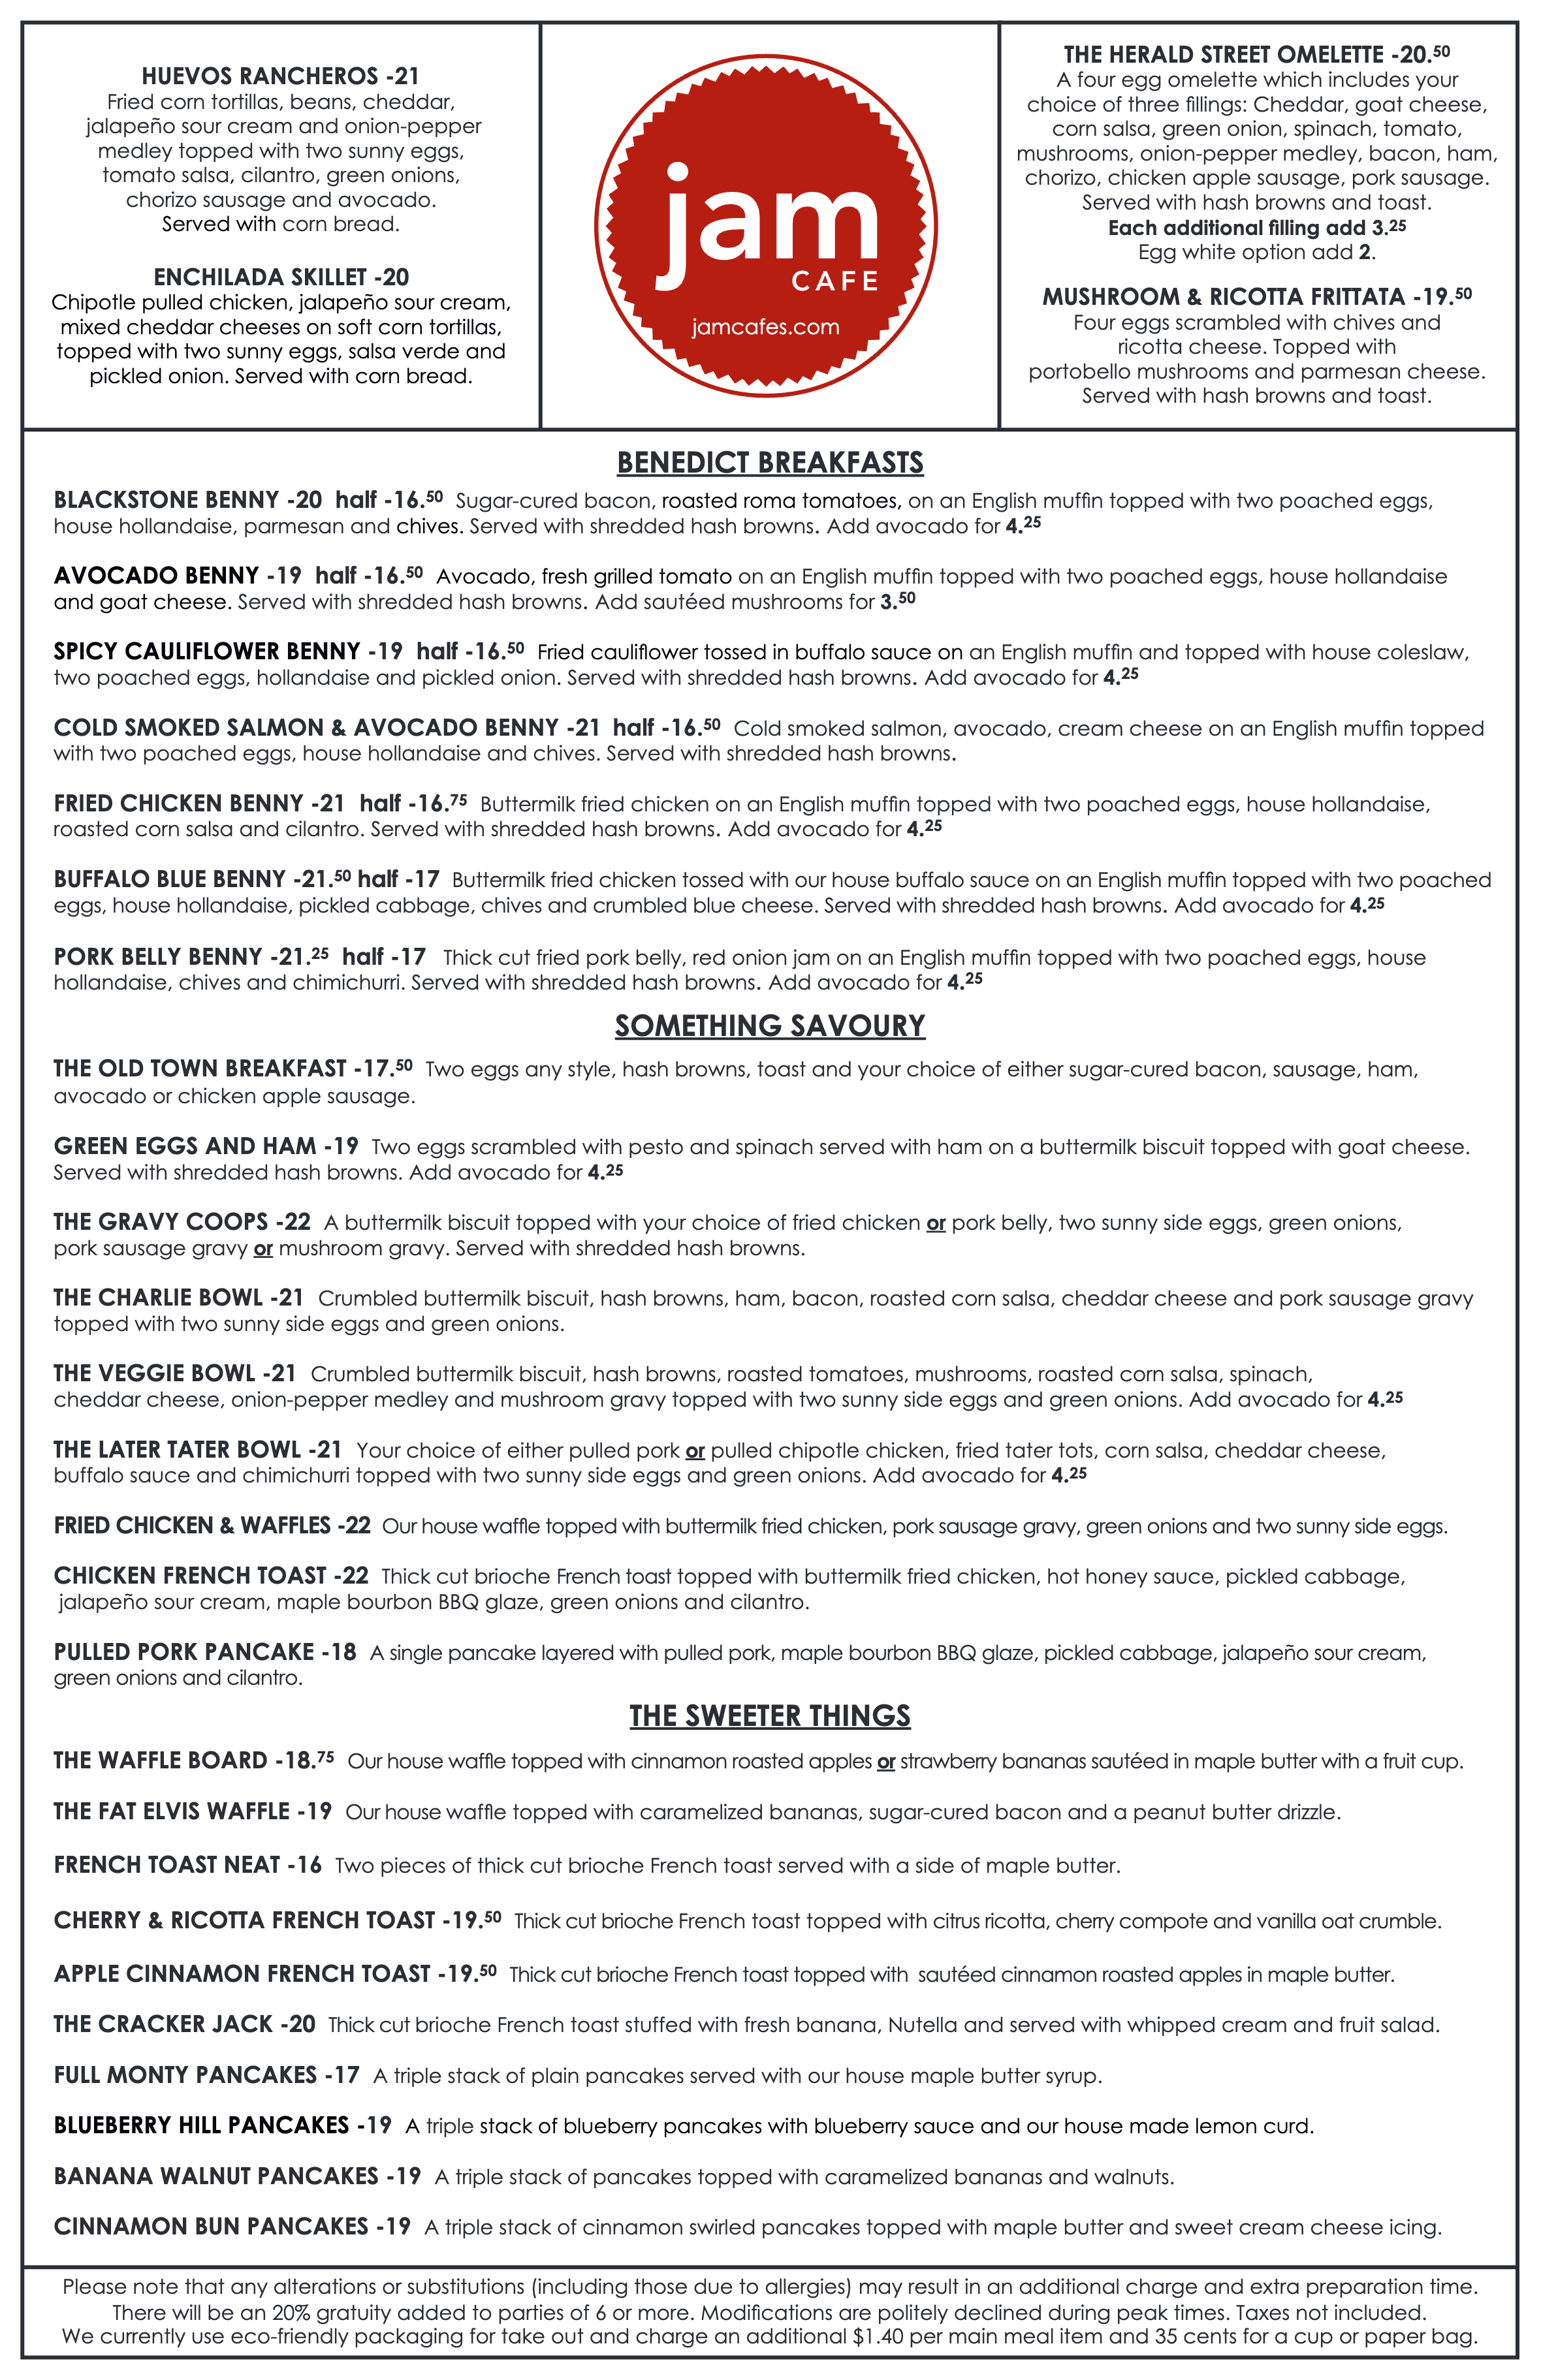 HUEVOS RANCHEROS -21
Fried corn tortillas, beans, cheddar,
jalapeño sour cream and onion-pepper
medley topped with two sunny eggs,
tomato salsa, cilantro, green onions,
chorizo sausage and avocado.
Served with corn bread.
ENCHILADA SKILLET -20
Chipotle pulled chicken, jalapeño sour cream,
mixed cheddar cheeses on soft corn tortillas,
topped with two sunny eggs, salsa verde and
pickled onion. Served with corn bread.
jam
CAFE
jamcafes.com
THE HERALD STREET OMELETTE -20.50
A four egg omelette which includes your
choice of three fillings: Cheddar, goat cheese,
corn salsa, green onion, spinach, tomato,
mushrooms, onion-pepper medley, bacon, ham,
chorizo, chicken apple sausage, pork sausage.
Served with hash browns and toast.
Each additional filling add 3.25
Egg white option add 2.
MUSHROOM & RICOTTA FRITTATA -19.50
Four eggs scrambled with chives and
ricotta cheese. Topped with
portobello mushrooms and parmesan cheese.
Served with hash browns and toast.
BENEDICT BREAKFASTS
BLACKSTONE BENNY -20 half -16.50 Sugar-cured bacon, roasted roma tomatoes, on an English muffin topped with two poached eggs,
house hollandaise, parmesan and chives. Served with shredded hash browns. Add avocado for 4.25
AVOCADO BENNY -19 half -16.50 Avocado, fresh grilled tomato on an English muffin topped with two poached eggs, house hollandaise
and goat cheese. Served with shredded hash browns. Add sautéed mushrooms for 3.50
SPICY CAULIFLOWER BENNY -19 half -16.50 Fried cauliflower tossed in buffalo sauce on an English muffin and topped with house coleslaw,
two poached eggs, hollandaise and pickled onion. Served with shredded hash browns. Add avocado for 4.25
COLD SMOKED SALMON & AVOCADO BENNY -21 half -16.50 Cold smoked salmon, avocado, cream cheese on an English muffin topped
with two poached eggs, house hollandaise and chives. Served with shredded hash browns.
FRIED CHICKEN BENNY -21 half -16.75 Buttermilk fried chicken on an English muffin topped with two poached eggs, house hollandaise,
roasted corn salsa and cilantro. Served with shredded hash browns. Add avocado for 4.25
BUFFALO BLUE BENNY -21.50 half -17 Buttermilk fried chicken tossed with our house buffalo sauce on an English muffin topped with two poached
eggs, house hollandaise, pickled cabbage, chives and crumbled blue cheese. Served with shredded hash browns. Add avocado for 4.25
PORK BELLY BENNY -21.25 half -17 Thick cut fried pork belly, red onion jam on an English muffin topped with two poached eggs, house
hollandaise, chives and chimichurri. Served with shredded hash browns. Add avocado for 4.25
SOMETHING SAVOURY
THE OLD TOWN BREAKFAST -17.50 Two eggs any style, hash browns, toast and your choice of either sugar-cured bacon, sausage, ham,
avocado or chicken apple sausage.
GREEN EGGS AND HAM -19 Two eggs scrambled with pesto and spinach served with ham on a buttermilk biscuit topped with goat cheese.
Served with shredded hash browns. Add avocado for 4.25
THE GRAVY COOPS -22 A buttermilk biscuit topped with your choice of fried chicken or pork belly, two sunny side eggs, green onions,
pork sausage gravy or mushroom gravy. Served with shredded hash browns.
THE CHARLIE BOWL -21 Crumbled buttermilk biscuit, hash browns, ham, bacon, roasted corn salsa, cheddar cheese and pork sausage gravy
topped with two sunny side eggs and green onions.
THE VEGGIE BOWL -21 Crumbled buttermilk biscuit, hash browns, roasted tomatoes, mushrooms, roasted corn salsa, spinach,
cheddar cheese, onion-pepper medley and mushroom gravy topped with two sunny side eggs and green onions. Add avocado for 4.25
THE LATER TATER BOWL -21 Your choice of either pulled pork or pulled chipotle chicken, fried tater tots, corn salsa, cheddar cheese,
buffalo sauce and chimichurri topped with two sunny side eggs and green onions. Add avocado for 4.25
FRIED CHICKEN & WAFFLES -22 Our house waffle topped with buttermilk fried chicken, pork sausage gravy, green onions and two sunny side eggs.
CHICKEN FRENCH TOAST -22 Thick cut brioche French toast topped with buttermilk fried chicken, hot honey sauce, pickled cabbage,
jalapeño sour cream, maple bourbon BBQ glaze, green onions and cilantro.
PULLED PORK PANCAKE -18 A single pancake layered with pulled pork, maple bourbon BBQ glaze, pickled cabbage, jalapeño sour cream,
green onions and cilantro.
THE SWEETER THINGS
THE WAFFLE BOARD -18.75 Our house waffle topped with cinnamon roasted apples or strawberry bananas sautéed in maple butter with a fruit cup.
THE FAT ELVIS WAFFLE -19 Our house waffle topped with caramelized bananas, sugar-cured bacon and a peanut butter drizzle.
FRENCH TOAST NEAT -16 Two pieces of thick cut brioche French toast served with a side of maple butter.
CHERRY & RICOTTA FRENCH TOAST -19.50 Thick cut brioche French toast topped with citrus ricotta, cherry compote and vanilla oat crumble.
APPLE CINNAMON FRENCH TOAST -19.50 Thick cut brioche French toast topped with sautéed cinnamon roasted apples in maple butter.
THE CRACKER JACK -20 Thick cut brioche French toast stuffed with fresh banana, Nutella and served with whipped cream and fruit salad.
FULL MONTY PANCAKES -17 A triple stack of plain pancakes served with our house maple butter syrup.
BLUEBERRY HILL PANCAKES -19 A triple stack of blueberry pancakes with blueberry sauce and our house made lemon curd.
BANANA WALNUT PANCAKES -19 A triple stack of pancakes topped with caramelized bananas and walnuts.
CINNAMON BUN PANCAKES -19 A triple stack of cinnamon swirled pancakes topped with maple butter and sweet cream cheese icing.
Please note that any alterations or substitutions (including those due to allergies) may result in an additional charge and extra preparation time.
There will be an 20% gratuity added to parties of 6 or more. Modifications are politely declined during peak times. Taxes not included.
We currently use eco-friendly packaging for take out and charge an additional $1.40 per main meal item and 35 cents for a cup or paper bag.